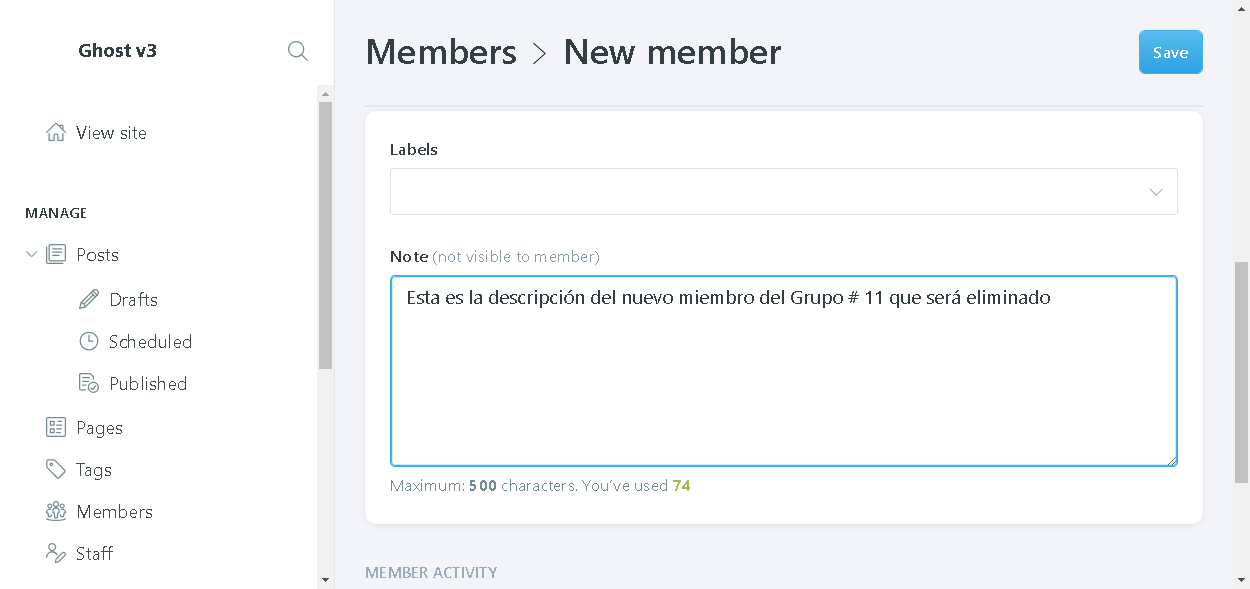 Ghost v3
View site
MANAGE
Posts
Drafts
Scheduled
Published
Pages
Tags
Members
Staff
Members > New member
Save
Labels
Note (not visible to member)
Esta es la descripción del nuevo miembro del Grupo # 11 que será eliminado
Maximum: 500 characters. You've used 74
MEMBER ACTIVITY